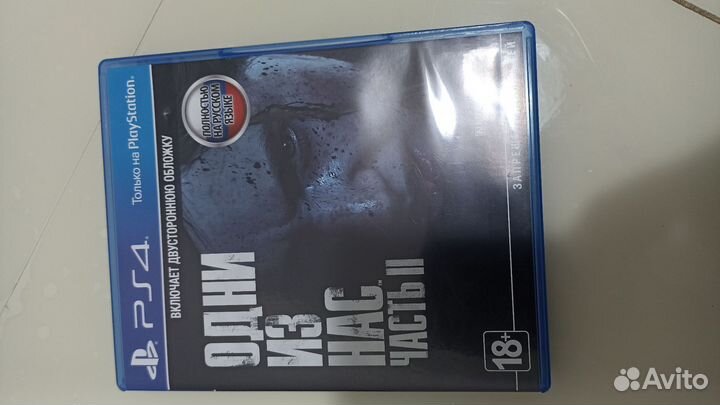 PS4
Только на PlayStation
ВКЛЮЧАЕТ ДВУСТОРОННЮЮ ОБЛОЖКУ
ПОЛНОСТЬЮ
НА РУССКОМ
ЯЗЫКЕ
ОДНИ
ИЗ
НАС
ЧАСТЬ II
18+
Avito